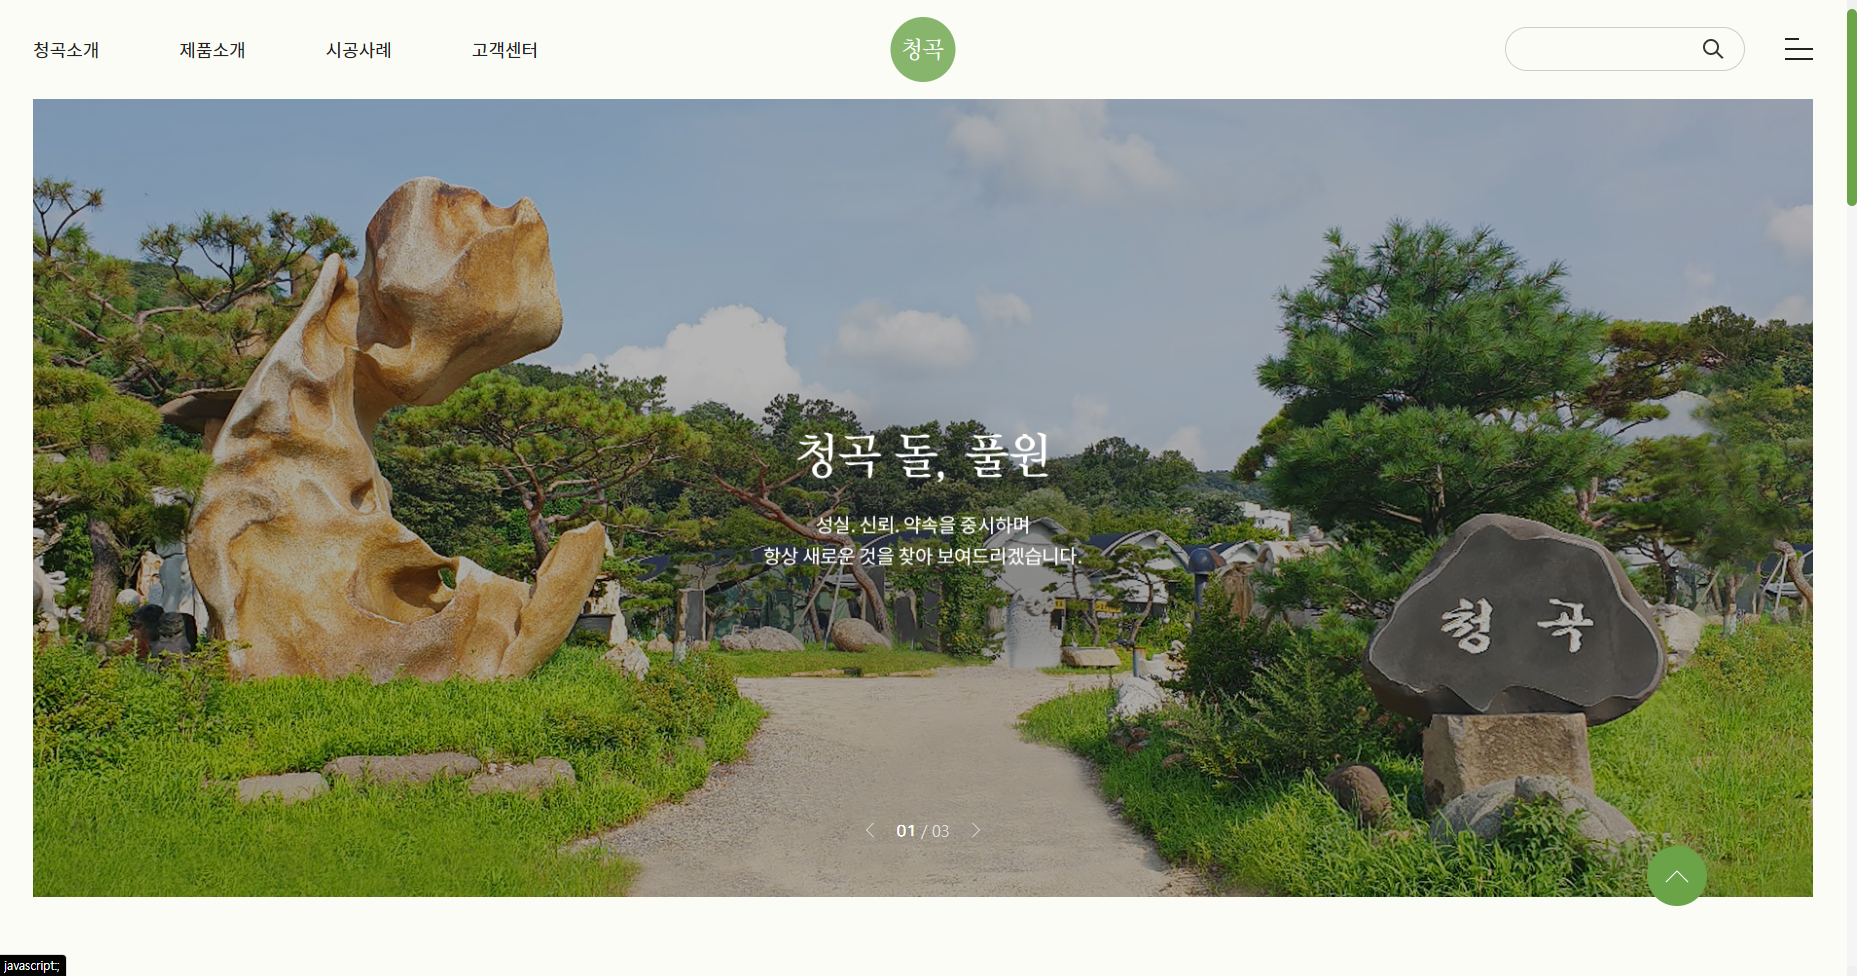 청곡소개
제품소개
시공사례
고객센터
청곡
청곡 돌, 풀원
성실. 신뢰. 약속을 중시하며
항상 새로운 것을 찾아 보여드리겠습니다.
청 곡
01 / 03
javascript:;